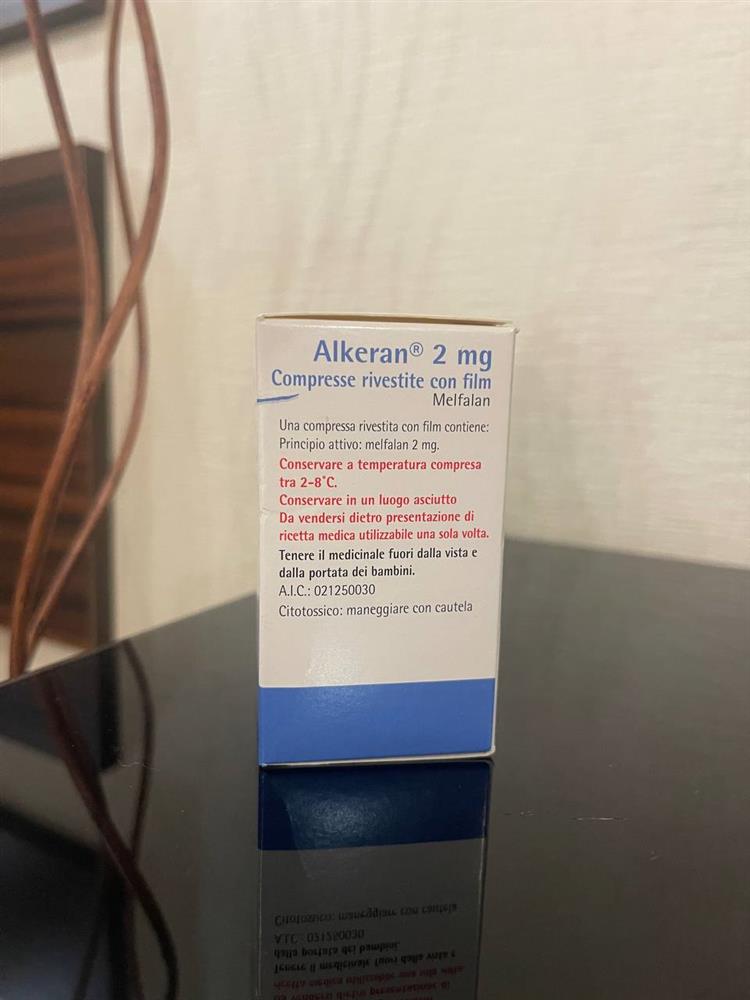 Alkeran® 2 mg
Compresse rivestite con film
Melfalan
Una compressa rivestita con film contiene:
Principio attivo: melfalan 2 mg.
Conservare a temperatura compresa
tra 2-8°C.
Conservare in un luogo asciutto
Da vendersi dietro presentazione di
ricetta medica utilizzabile una sola volta.
Tenere il medicinale fuori dalla vista e
dalla portata dei bambini.
A.I.C.: 021250030
Citotossico: maneggiare con cautela